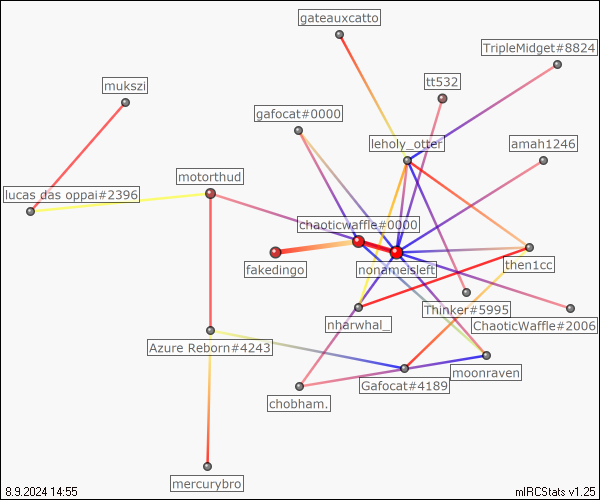 gateauxcatto
TripleMidget#8824
tt532
mukszi
gafocat#0000
leholy_otter
amah1246
motorthud
lucas das oppai#2396
chaoticwaffle#0000
fakedingo
nonameisleft
then1cc
Thinker#5995
nharwhal_
ChaoticWaffle#2006
Azure Reborn#4243
moonraven
Gafocat#4189
chobham.
mercurybro
8.9.2024 14:55
mIRCStats v1.25